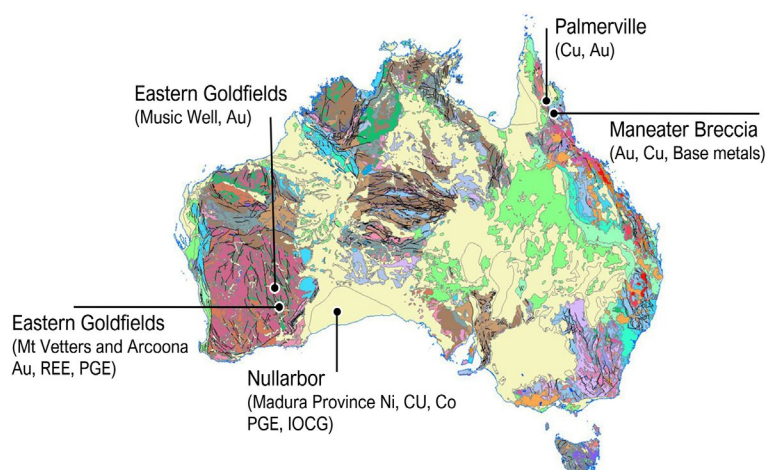 Palmerville
(Cu, Au)
Eastern Goldfields
(Music Well, Au)
Maneater Breccia
(Au, Cu, Base metals)
Eastern Goldfields
(Mt Vetters and Arcoona
Au, REE, PGE)
Nullarbor
(Madura Province Ni, CU, Co
PGE, IOCG)